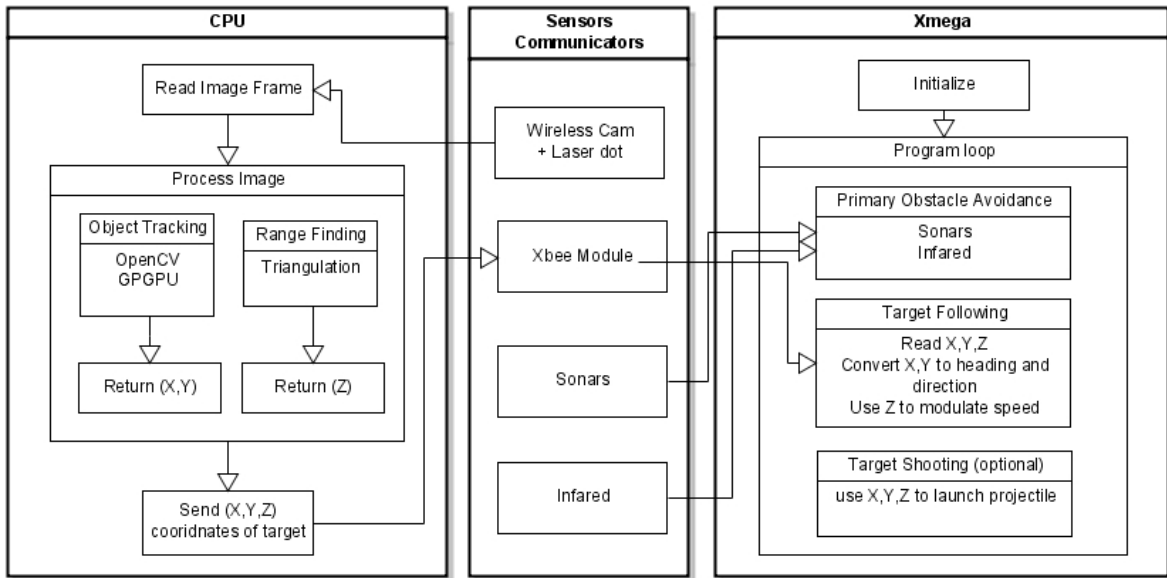 CPU
Read Image Frame
Process Image
Object Tracking
OpenCV
GPGPU
Range Finding
Triangulation
Return (X,Y)
Return (Z)
Send (X,Y,Z)
cooridnates of target
Sensors
Communicators
Wireless Cam
+ Laser dot
Xbee Module
Sonars
Infared
Xmega
Initialize
Program loop
Primary Obstacle Avoidance
Sonars
Infared
Target Following
Read X,Y,Z
Convert X,Y to heading and
direction
Use Z to modulate speed
Target Shooting (optional)
use X,Y,Z to launch projectile